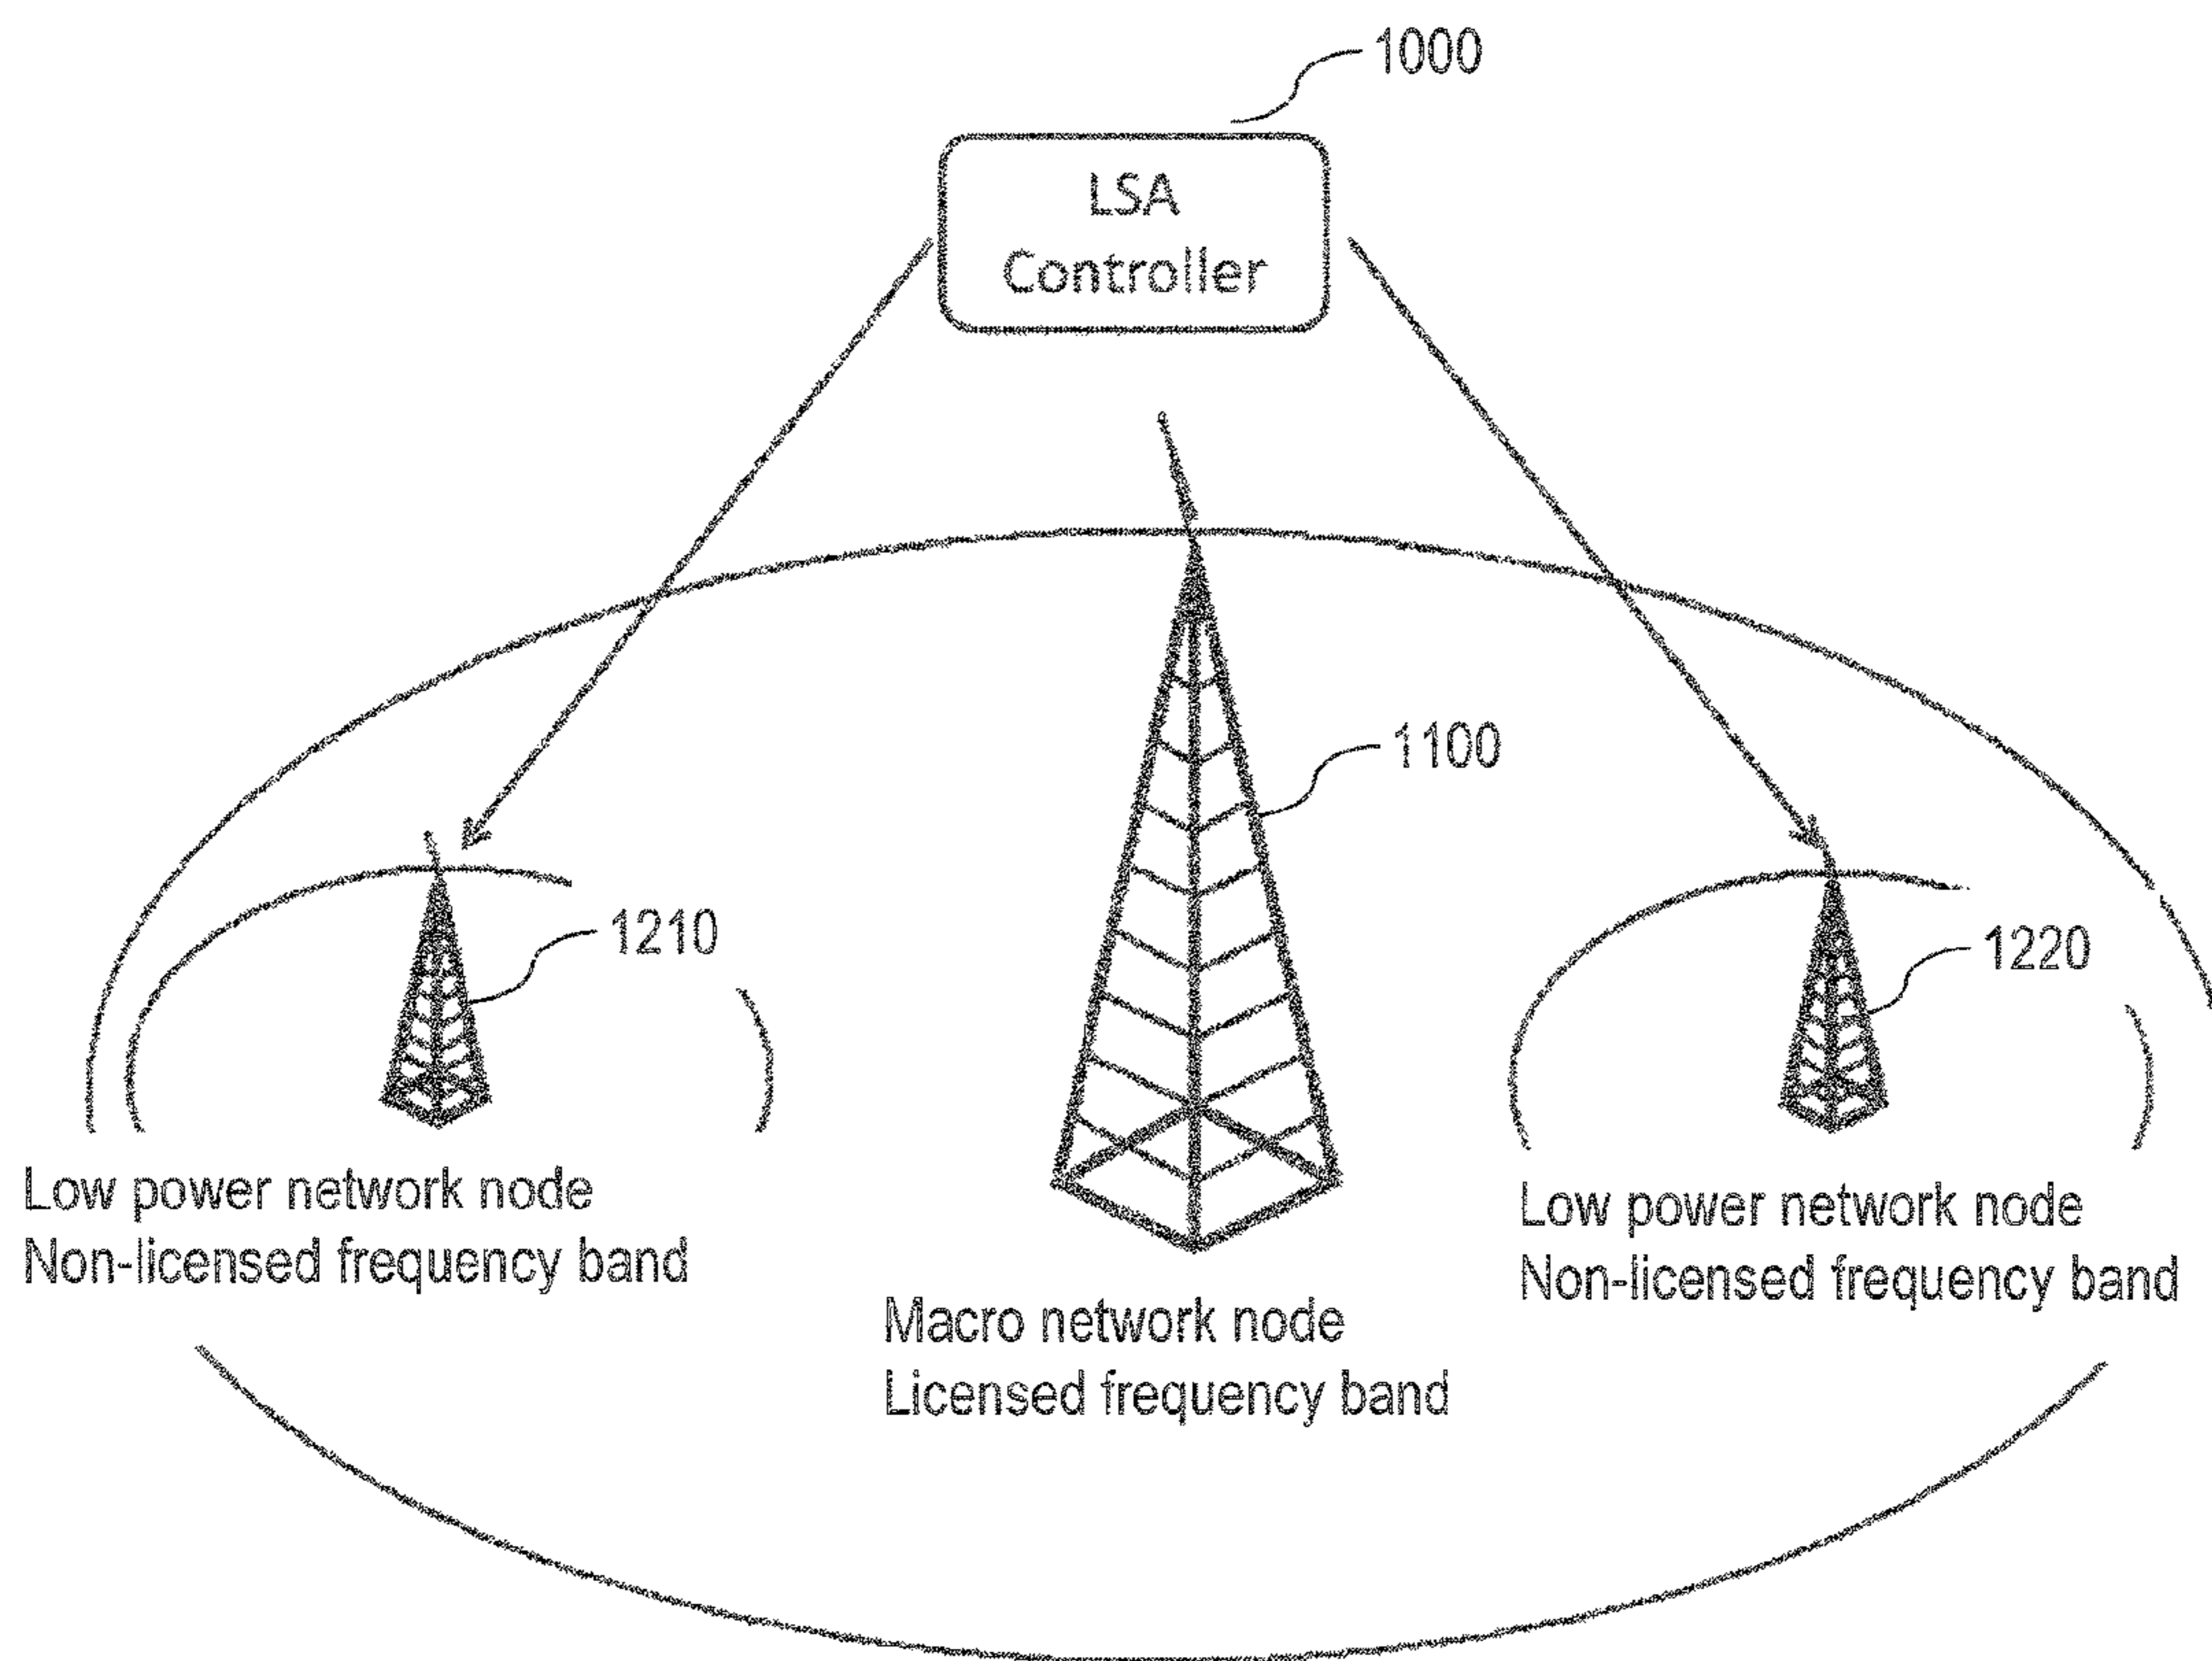 1000
LSA
Controller
1100
1210
1220
Low power network node
Non-licensed frequency band
Low power network node
Non-licensed frequency band
Macro network node
Licensed frequency band